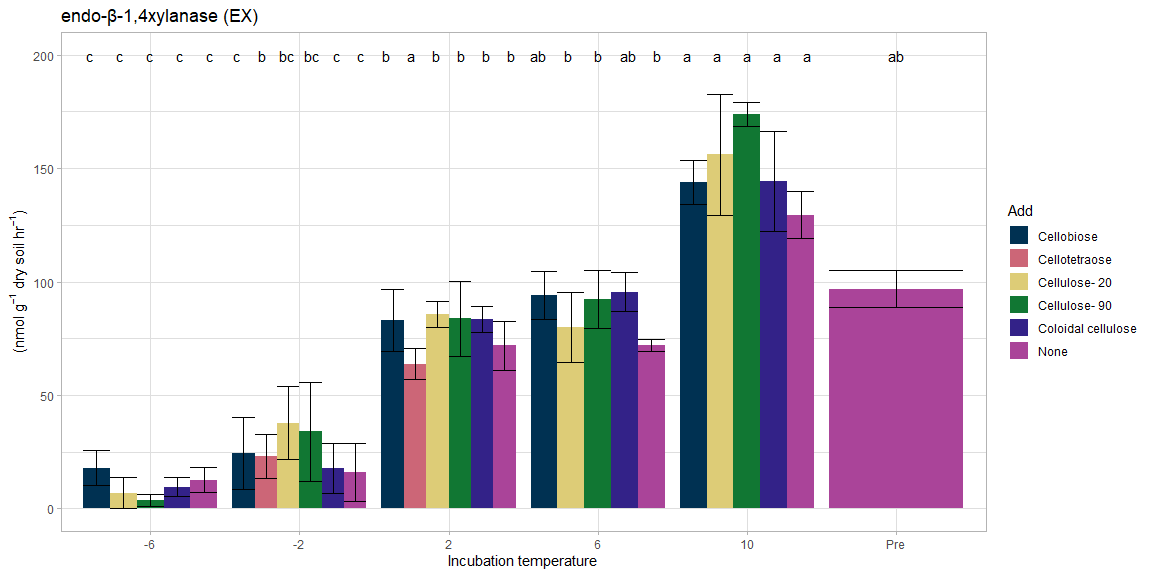 endo-β-1,4xylanase (EX)
c c c c c c b bc bc c c b a b b b b ab b b ab b a a a a a ab
200
150
100
50
0
(nmol g⁻¹ dry soil hr⁻¹)
-6 -2 2 6 10 Pre
Incubation temperature
Add
Cellobiose
Cellotetraose
Cellulose- 20
Cellulose- 90
Coloidal cellulose
None